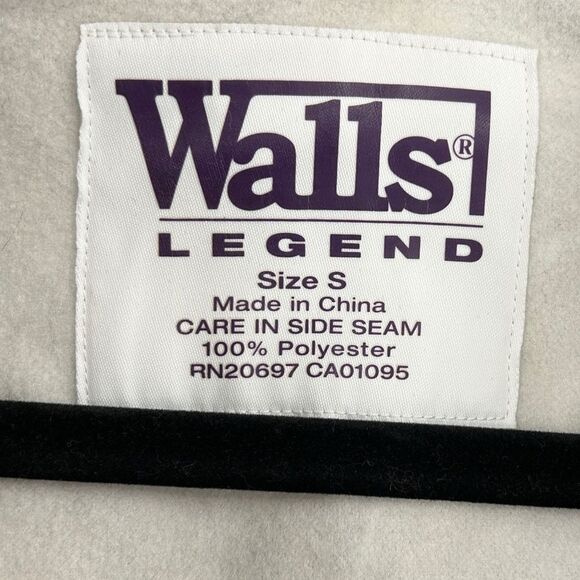 Walls®
LEGEND
Size S
Made in China
CARE IN SIDE SEAM
100% Polyester
RN20697 CA01095